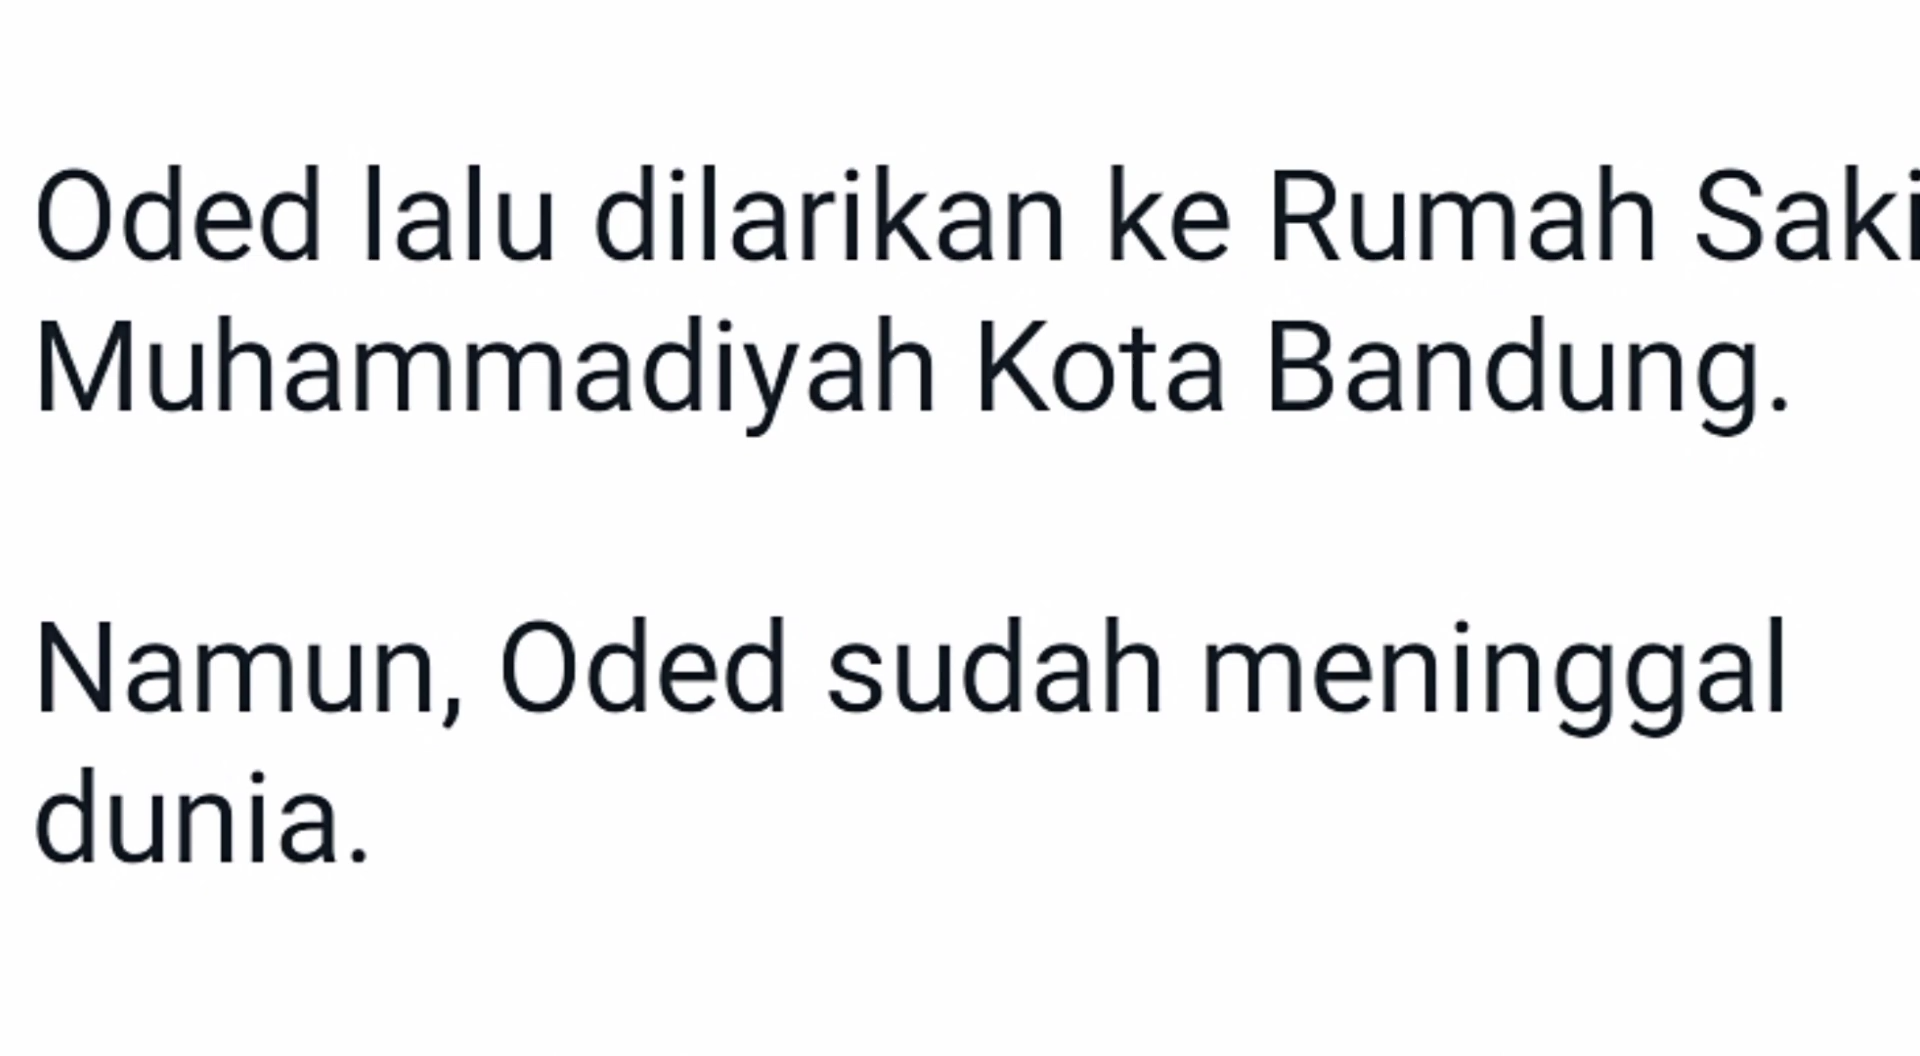 Oded lalu dilarikan ke Rumah Saki
Muhammadiyah Kota Bandung.
Namun, Oded sudah meninggal
dunia.